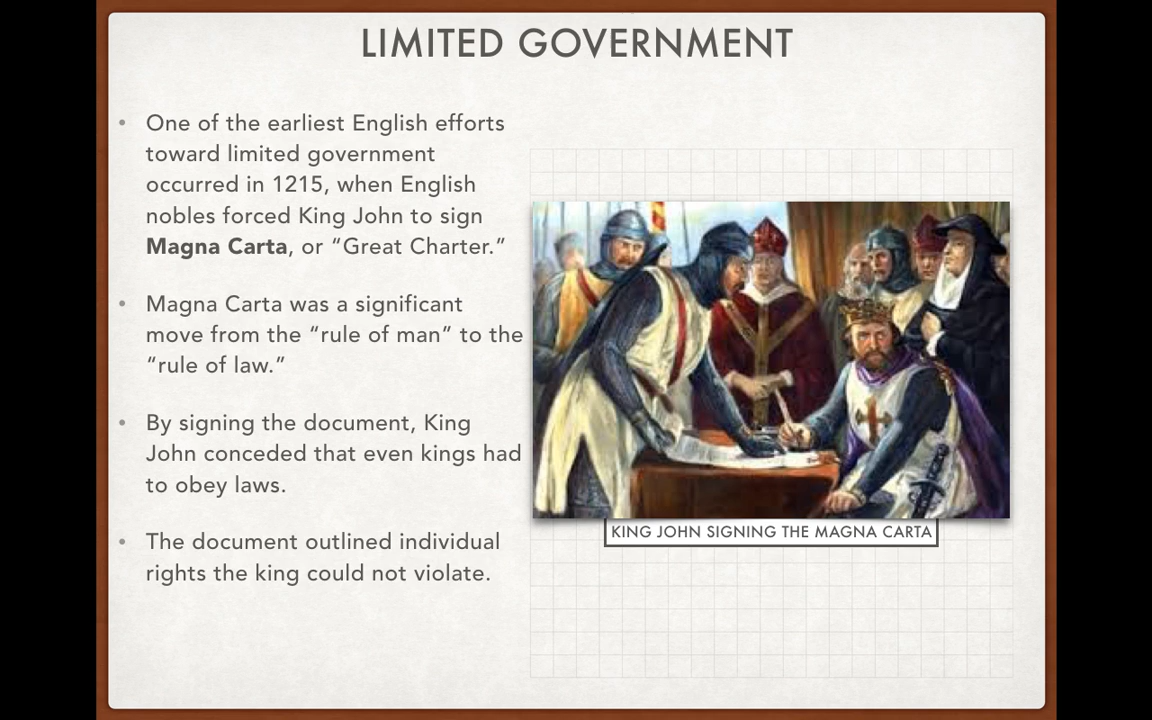 LIMITED GOVERNMENT
• One of the earliest English efforts
toward limited government
occurred in 1215, when English
nobles forced King John to sign
Magna Carta, or “Great Charter.”
• Magna Carta was a significant
move from the “rule of man” to the
“rule of law.”
• By signing the document, King
John conceded that even kings had
to obey laws.
• The document outlined individual
rights the king could not violate.
KING JOHN SIGNING THE MAGNA CARTA